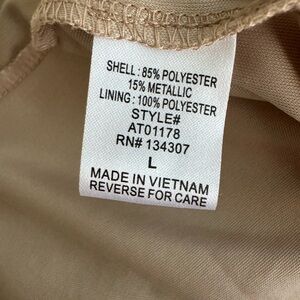 SHELL : 85% POLYESTER
15% METALLIC
LINING : 100% POLYESTER
STYLE#
AT01178
RN# 134307
L
MADE IN VIETNAM
REVERSE FOR CARE